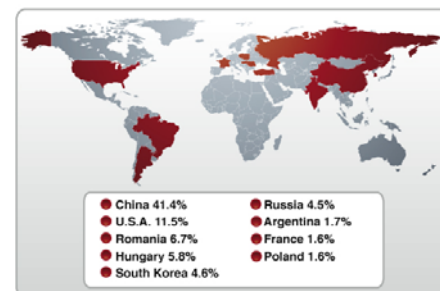 China 41.4%
U.S.A. 11.5%
Romania 6.7%
Hungary 5.8%
South Korea 4.6%
Russia 4.5%
Argentina 1.7%
France 1.6%
Poland 1.6%